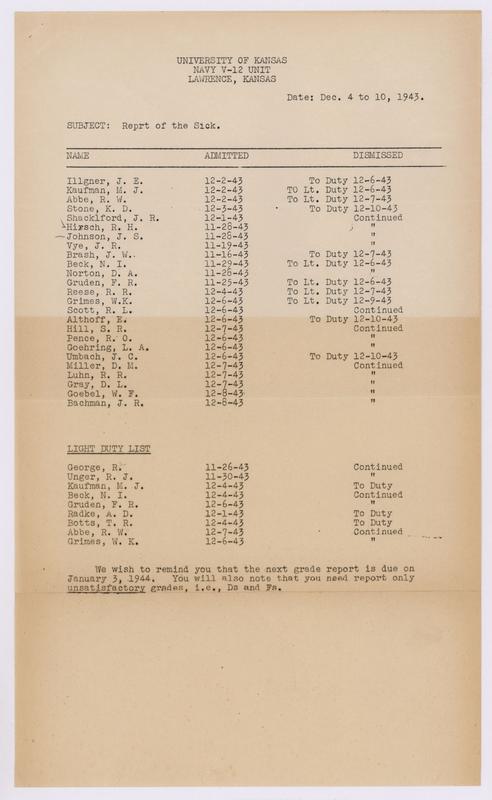 UNIVERSITY OF KANSAS
NAVY V-12 UNIT
LAWRENCE, KANSAS
Date: Dec. 4 to 10, 1943.
SUBJECT: Reprt of the Sick.
NAME ADMITTED DISMISSED
Illgner, J. E. 12-2-43 To Duty 12-6-43
Kaufman, M. J. 12-2-43 TO Lt. Duty 12-6-43
Abbe, R. W. 12-2-43 To Lt. Duty 12-7-43
Stone, K. D. 12-3-43 To Duty 12-10-43
Shacklford, J. R. 12-1-43 Continued
Hirsch, R. H. 11-28-43 "
Johnson, J. S. 11-28-43 "
Vye, J. R. 11-19-43 "
Brash, J. W. 11-16-43 To Duty 12-7-43
Beck, N. I. 11-29-43 To Lt. Duty 12-6-43
Norton, D. A. 11-28-43 "
Gruden, F. R. 11-25-43 To Lt. Duty 12-6-43
Reese, R. R. 12-4-43 To Lt. Duty 12-7-43
Grimes, W.K. 12-6-43 To Lt. Duty 12-9-43
Scott, R. L. 12-6-43 Continued
Althoff, E. 12-6-43 To Duty 12-10-43
Hill, S. R. 12-7-43 Continued
Pence, R. O. 12-6-43 "
Goehring, L. A. 12-6-43 "
Umbach, J. C. 12-6-43 To Duty 12-10-43
Miller, D. M. 12-7-43 Continued
Luhn, R. R. 12-7-43 "
Gray, D. L. 12-7-43 "
Goebel, W. F. 12-8-43 "
Bachman, J. R. 12-8-43 "
LIGHT DUTY LIST
George, R. 11-26-43 Continued
Unger, R. J. 11-30-43 "
Kaufman, M. J. 12-4-43 To Duty
Beck, N. I. 12-4-43 Continued
Gruden, F. R. 12-6-43 "
Radke, A. D. 12-1-43 To Duty
Botts, T. R. 12-4-43 To Duty
Abbe, R. W. 12-7-43 Continued
Grimes, W. K. 12-6-43 "
We wish to remind you that the next grade report is due on
January 3, 1944. You will also note that you need report only
unsatisfactory grades, i.e., Ds and Fs.